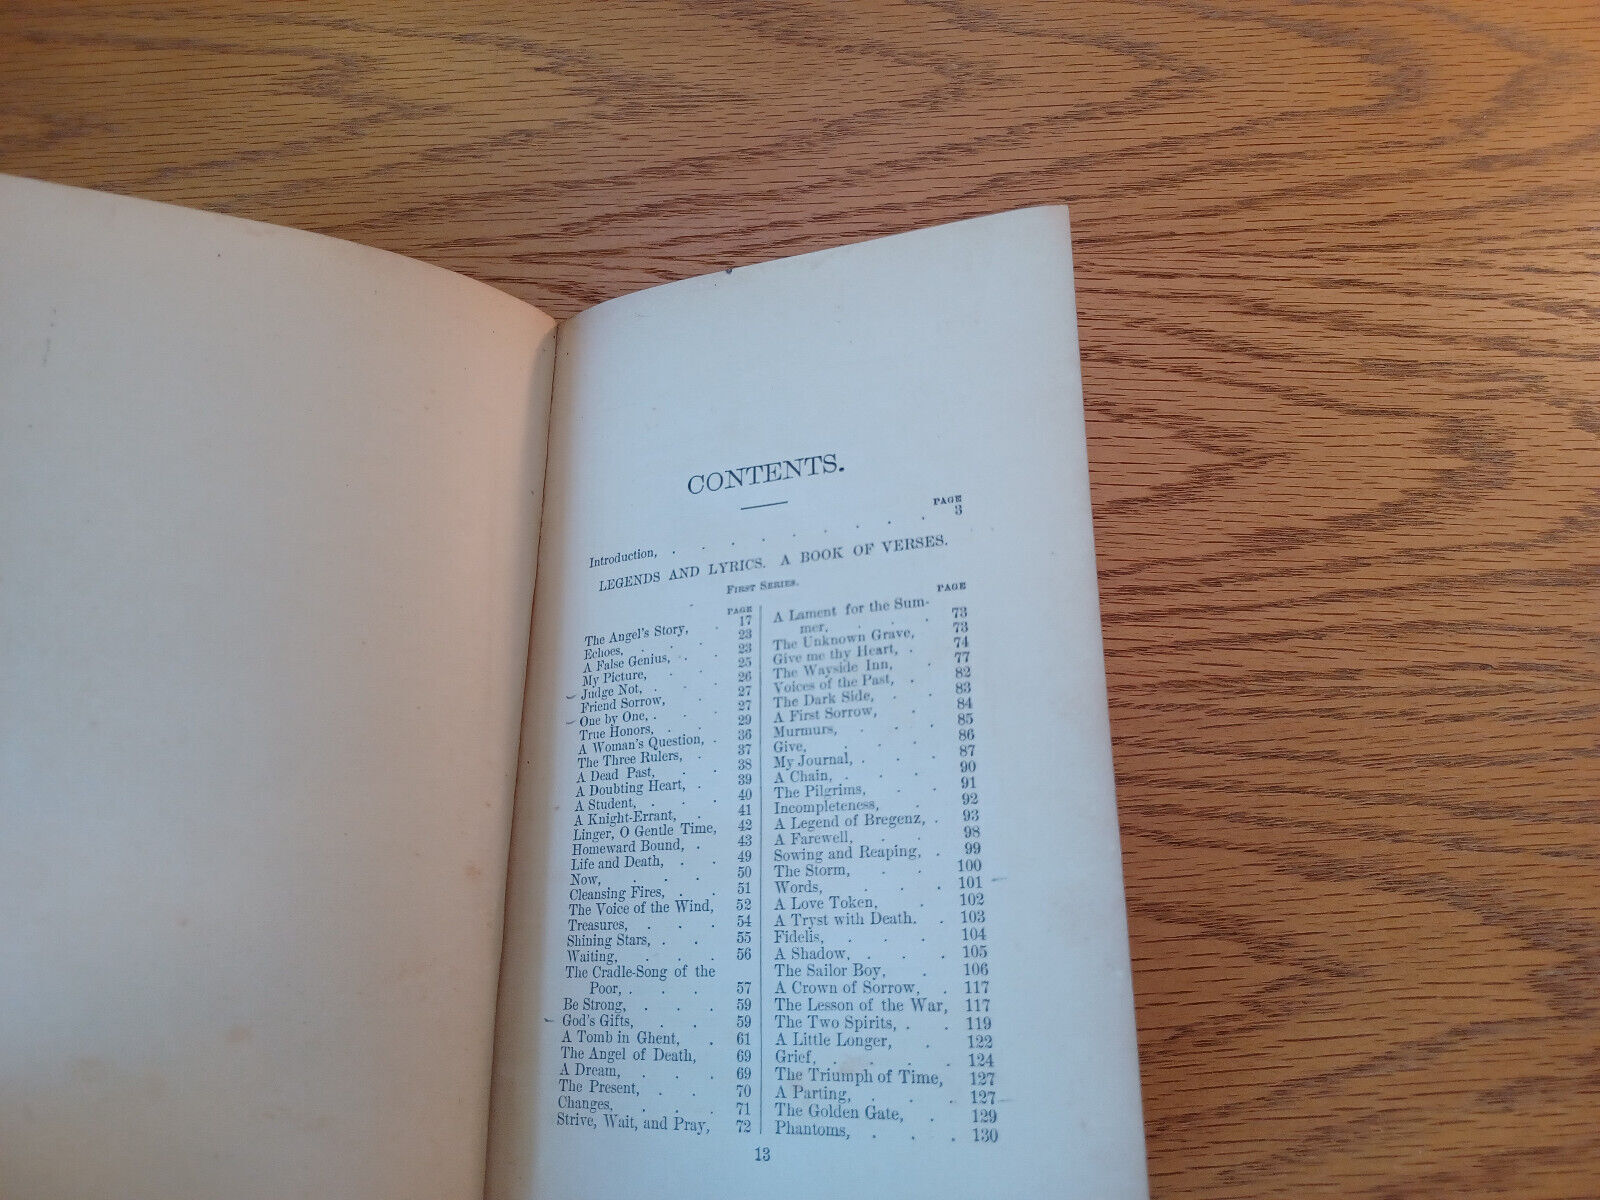 CONTENTS.
PAGE
Introduction, . . . . . . . . 3
LEGENDS AND LYRICS. A BOOK OF VERSES.
FIRST SERIES.
PAGE
The Angel's Story, . 17
Echoes, . . . 23
A False Genius, . . 23
My Picture, . . 25
Judge Not, . . . 26
Friend Sorrow, . . 27
One by One, . . . 27
True Honors, . . 29
A Woman's Question, . 36
The Three Rulers, . 37
A Dead Past, . . 38
A Doubting Heart, . 39
A Student, . . . 40
A Knight-Errant, . 41
Linger, O Gentle Time, 42
Homeward Bound, . 43
Life and Death, . . 49
Now, . . . . 50
Cleansing Fires, . . 51
The Voice of the Wind, 52
Treasures, . . . 54
Shining Stars, . . . 55
Waiting, . . . 56
The Cradle-Song of the
Poor, . . . 57
Be Strong, . . . 59
God's Gifts, . . 59
A Tomb in Ghent, . 61
The Angel of Death, 69
A Dream, . . . 69
The Present, . . 70
Changes, . . . 71
Strive, Wait, and Pray, 72
PAGE
A Lament for the Sum-
mer, . . . . 73
The Unknown Grave, 73
Give me thy Heart, . 74
The Wayside Inn, . 77
Voices of the Past, . 82
The Dark Side, . . 83
A First Sorrow, . 84
Murmurs, . . . 85
Give, . . . 86
My Journal, . . . 87
A Chain, . . . 90
The Pilgrims, . . 91
Incompleteness, . 92
A Legend of Bregenz, . 93
A Farewell, . . 98
Sowing and Reaping, . 99
The Storm, . . 100
Words, . . . 101
A Love Token, . 102
A Tryst with Death. . 103
Fidelis, . . . 104
A Shadow, . . . 105
The Sailor Boy, . 106
A Crown of Sorrow, . 117
The Lesson of the War, 117
The Two Spirits, . . 119
A Little Longer, . 122
Grief, . . . . 124
The Triumph of Time, 127
A Parting, . . . 127
The Golden Gate, . 129
Phantoms, . . . 130
13